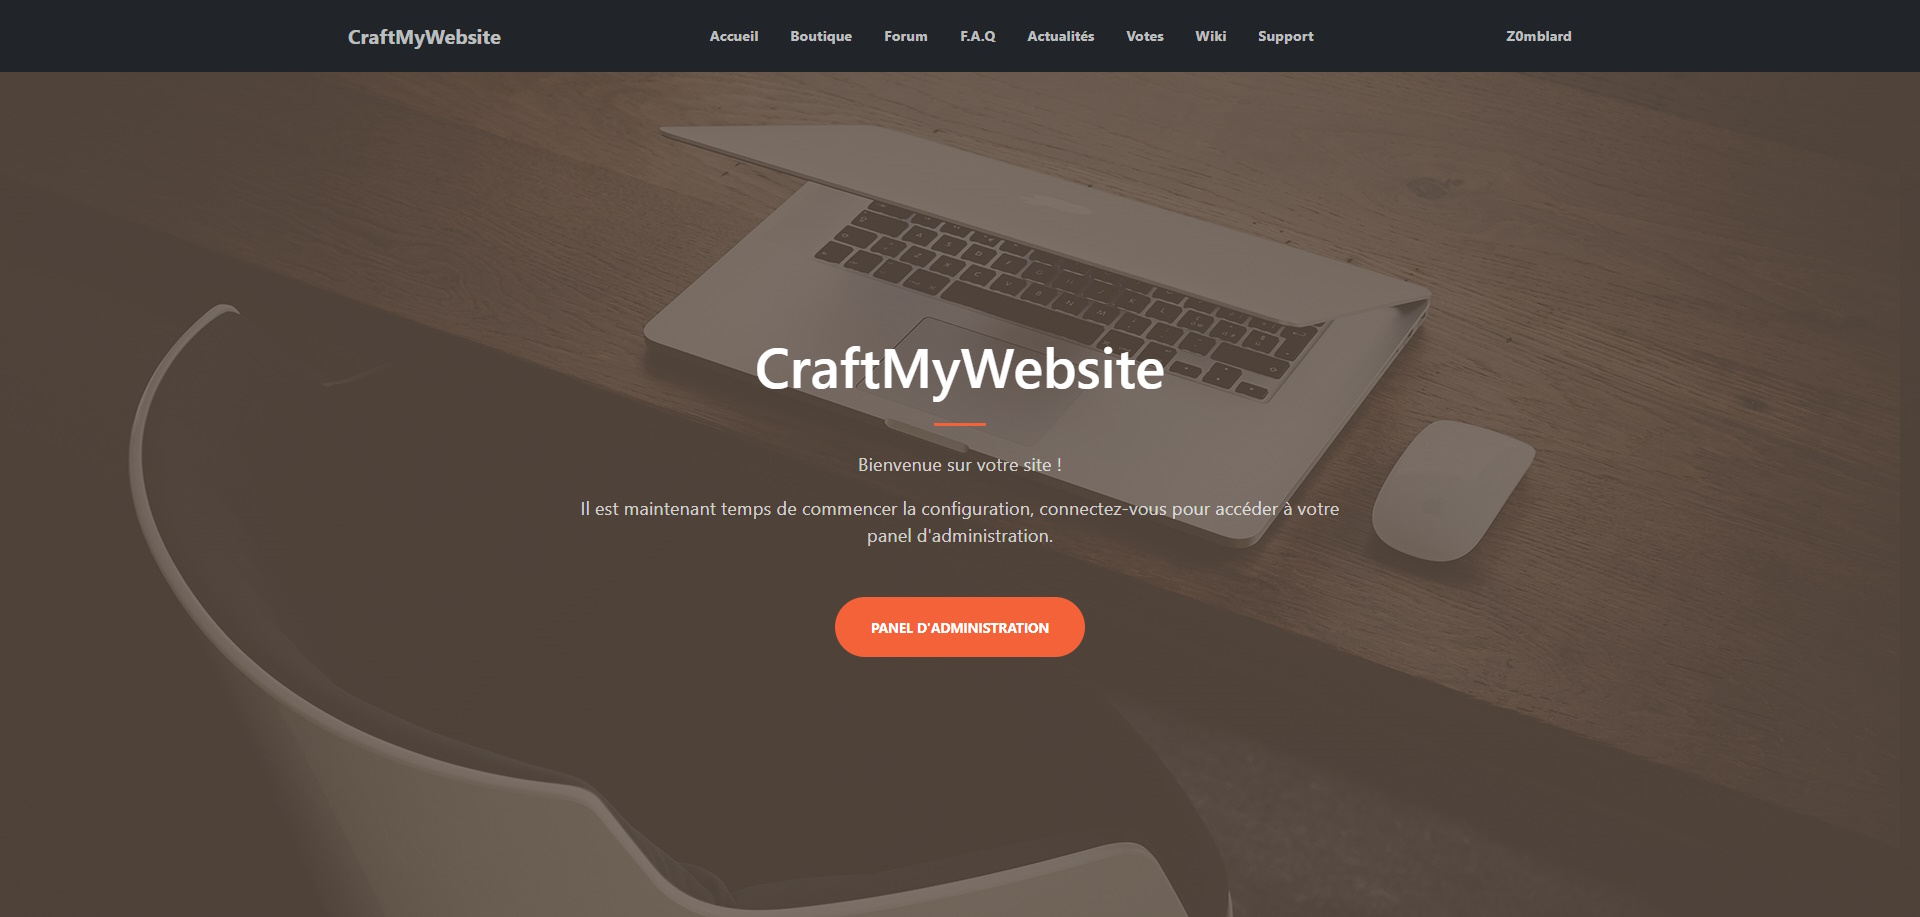 CraftMyWebsite Accueil Boutique Forum F.A.Q Actualités Votes Wiki Support Z0mblard
CraftMyWebsite
Bienvenue sur votre site !
Il est maintenant temps de commencer la configuration, connectez-vous pour accéder à votre
panel d'administration.
PANEL D'ADMINISTRATION